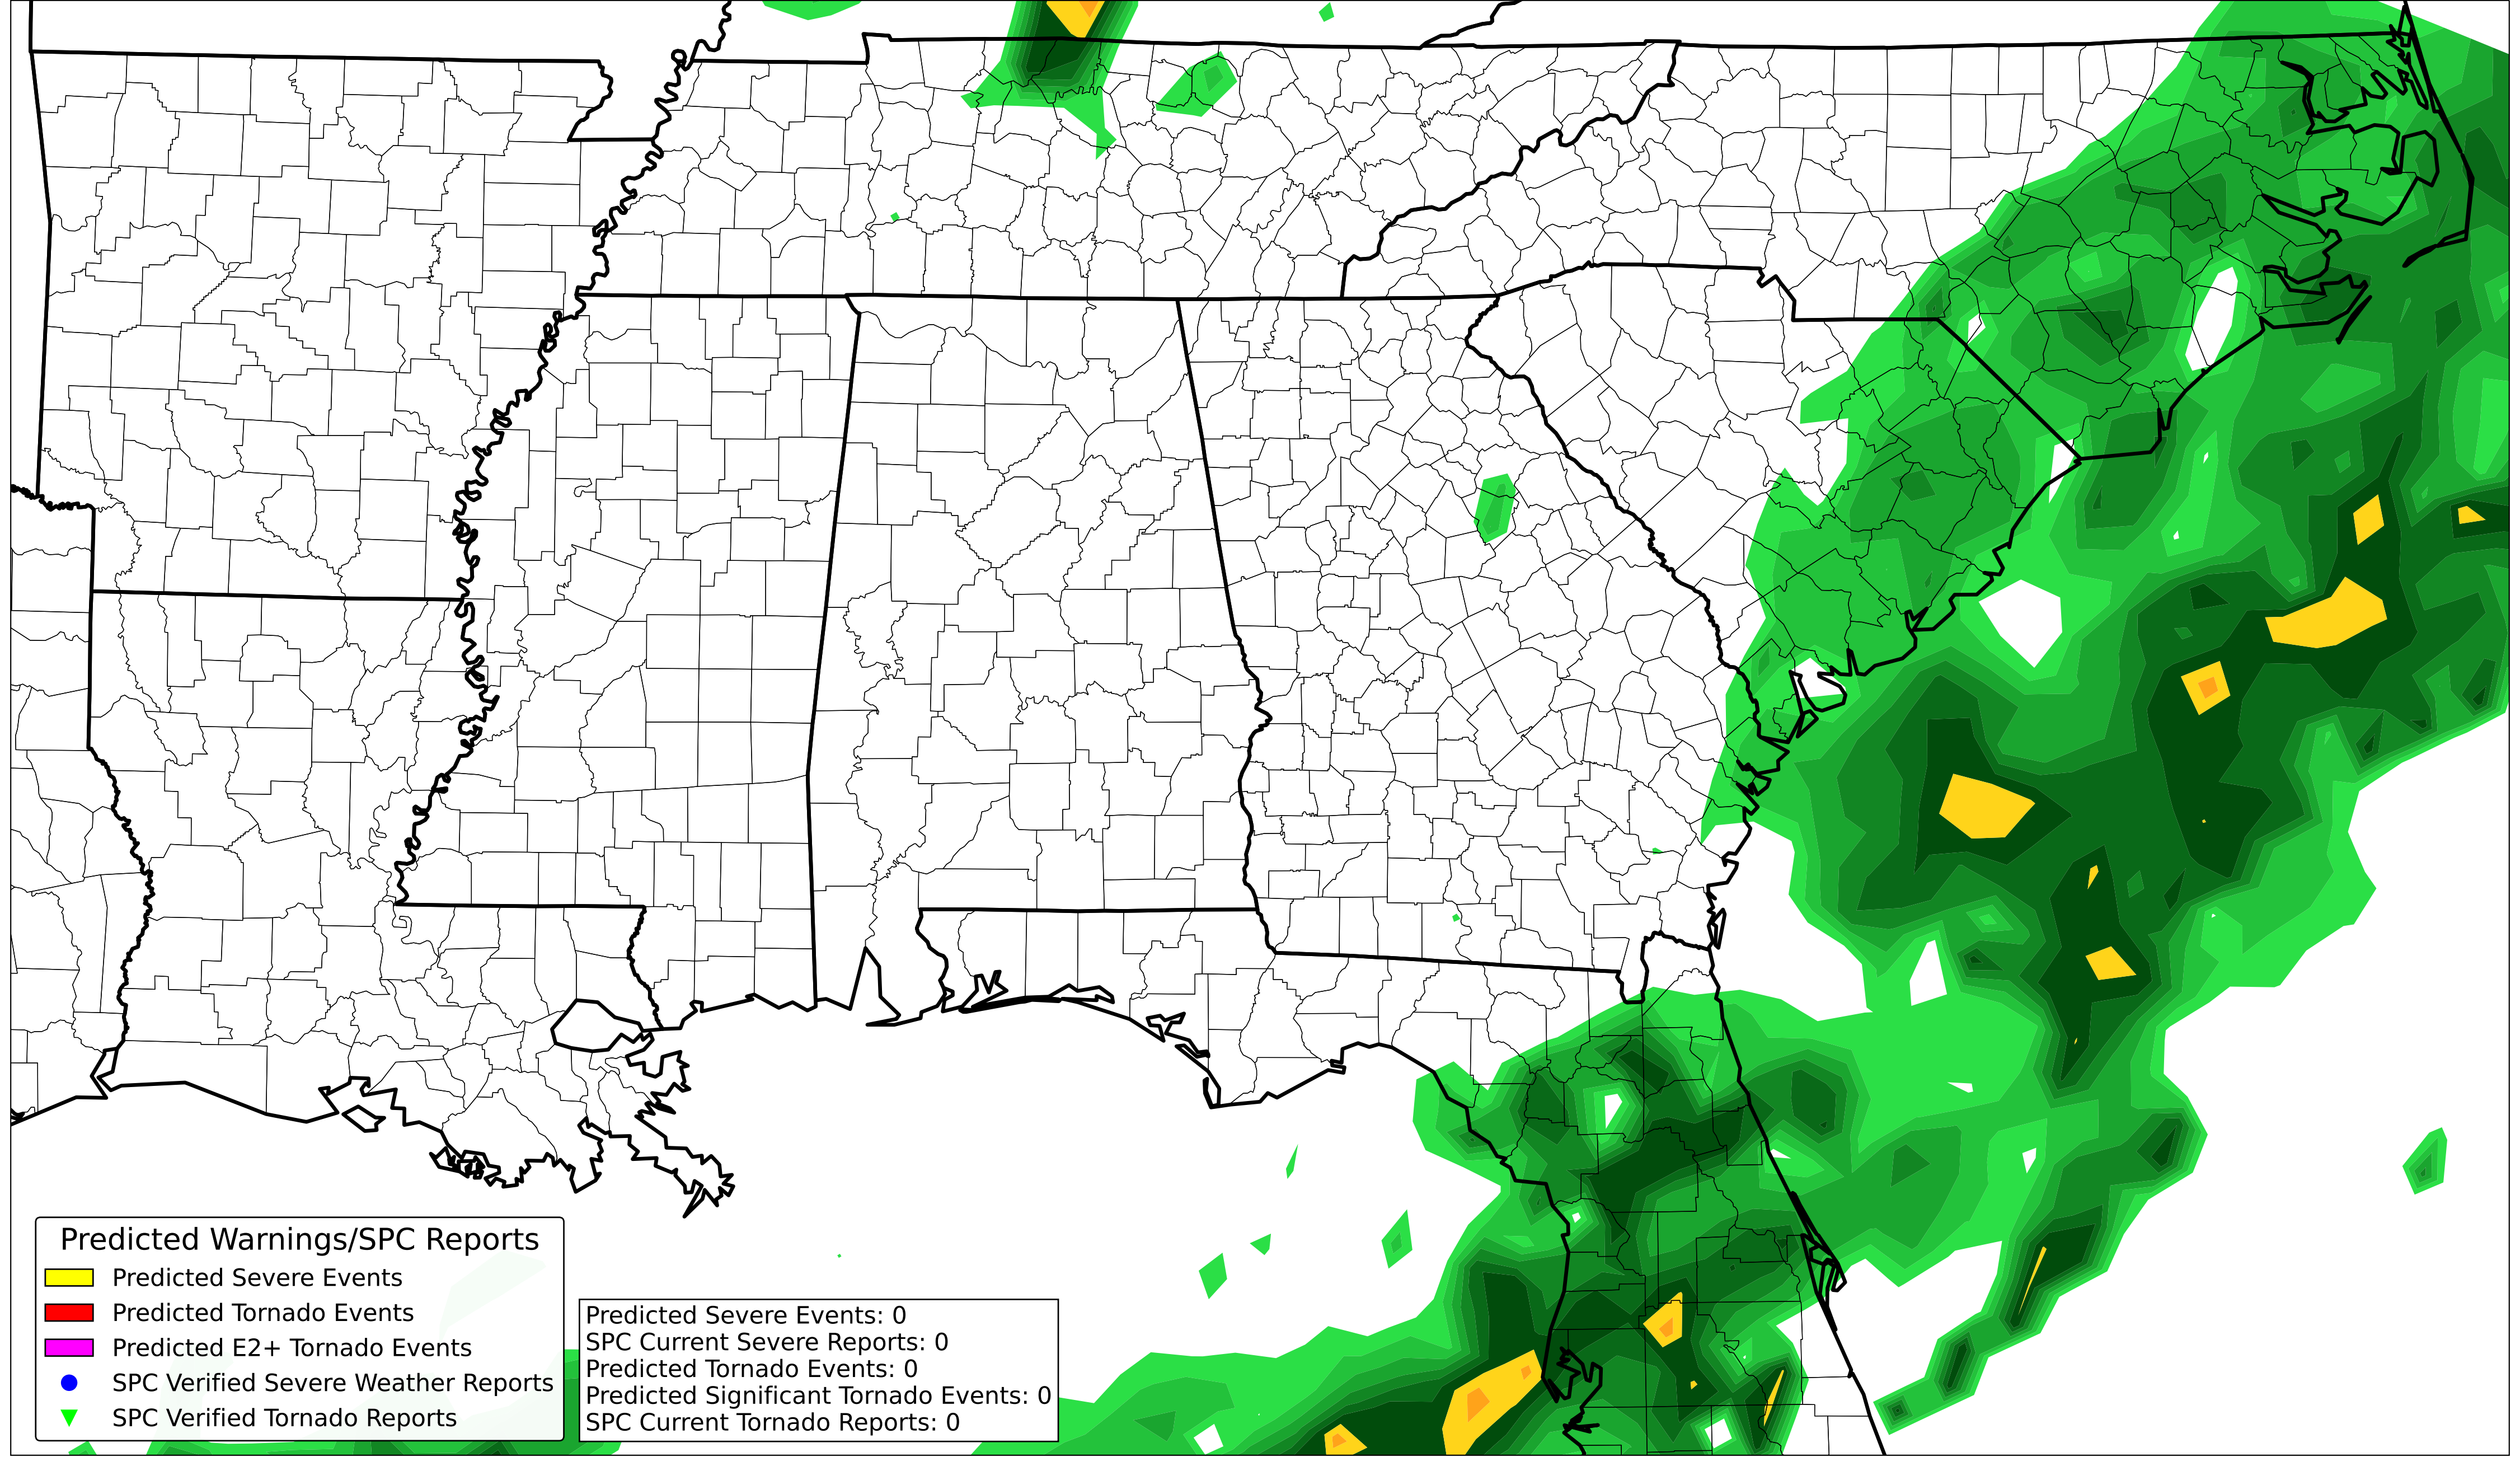 Predicted Warnings/SPC Reports
Predicted Severe Events
Predicted Tornado Events
Predicted E2+ Tornado Events
SPC Verified Severe Weather Reports
SPC Verified Tornado Reports
Predicted Severe Events: 0
SPC Current Severe Reports: 0
Predicted Tornado Events: 0
Predicted Significant Tornado Events: 0
SPC Current Tornado Reports: 0